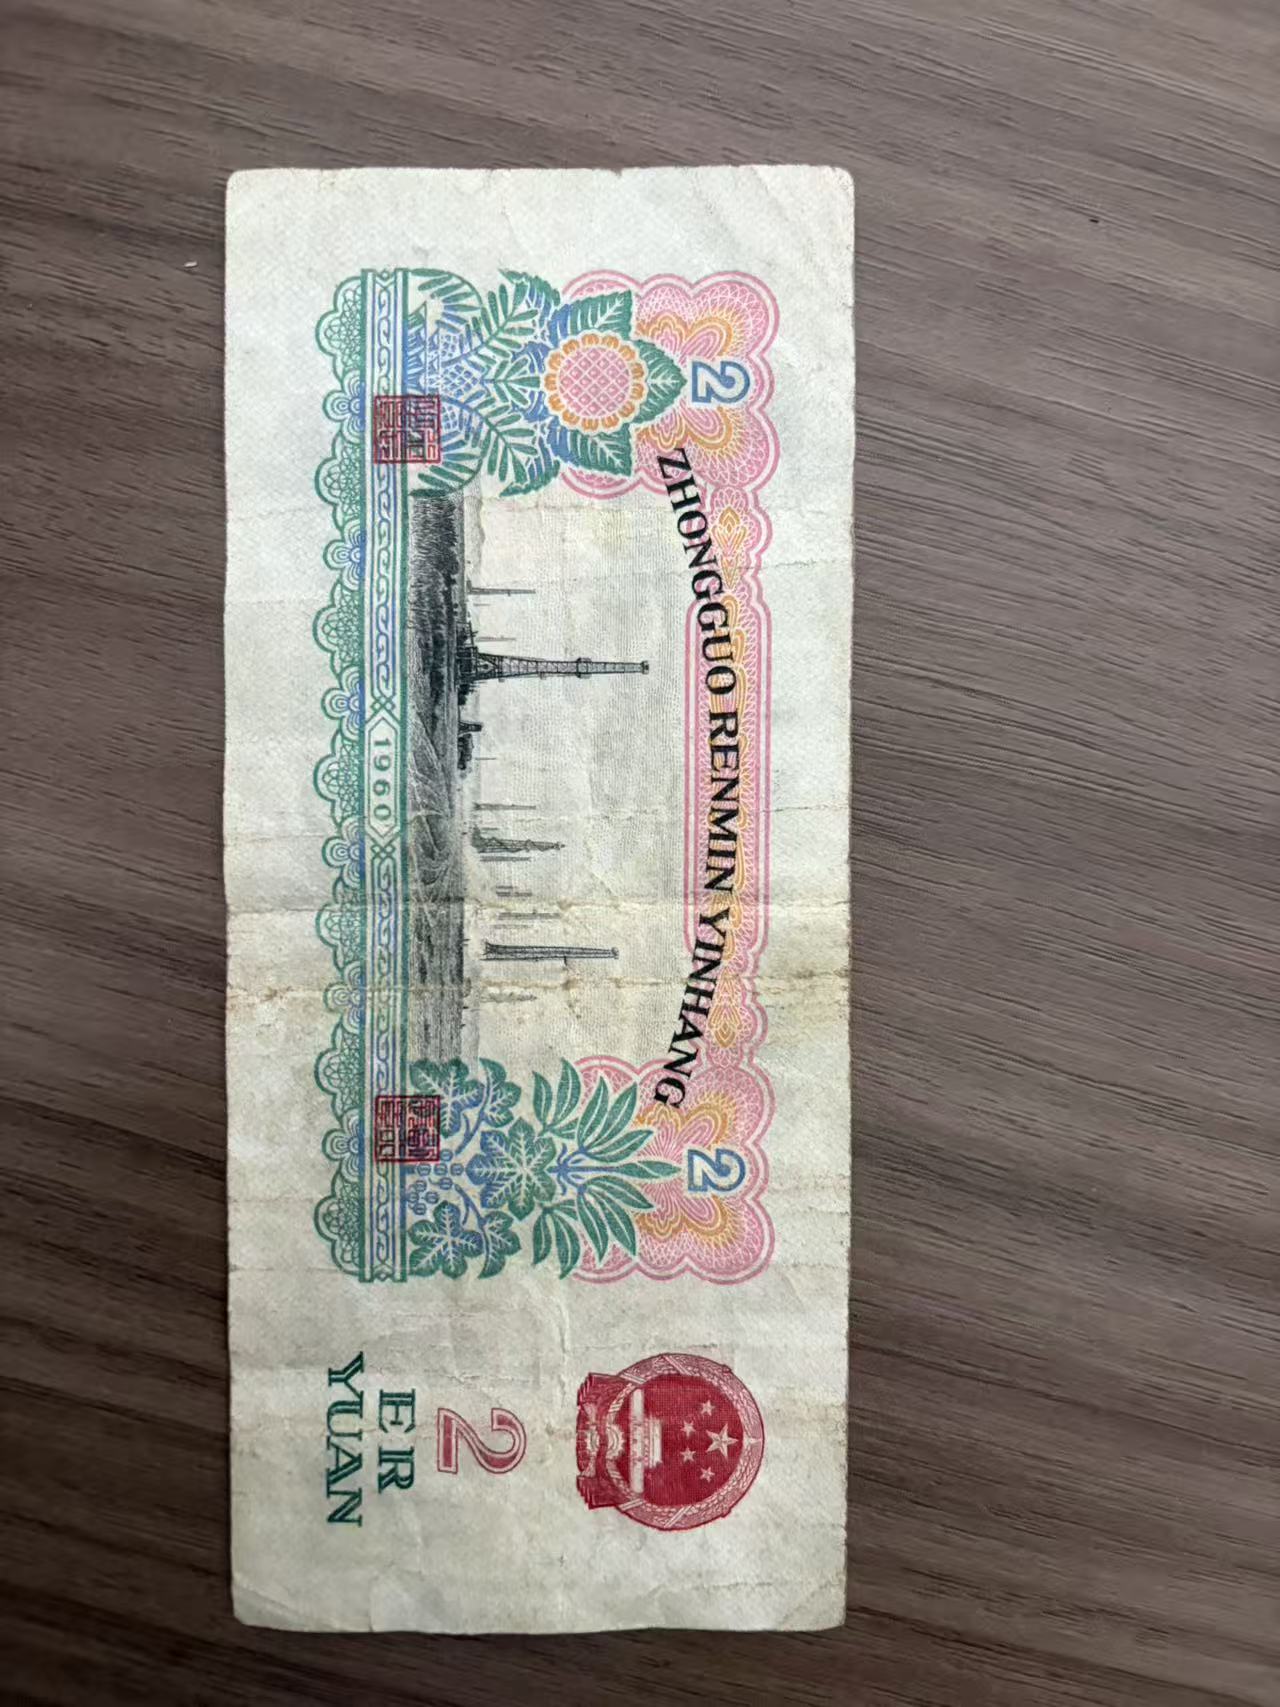 2
2
ZHONGGUO RENMIN YINHANG
1960
2
ER
YUAN